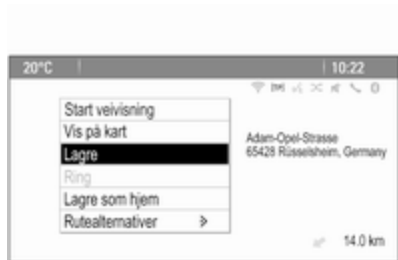 20°C
10:22
Start veivisning
Vis på kart
Lagre
Ring
Lagre som hjem
Rutealternativer
Adam-Opel-Strasse
65428 Rüsselsheim, Germany
14.0 km